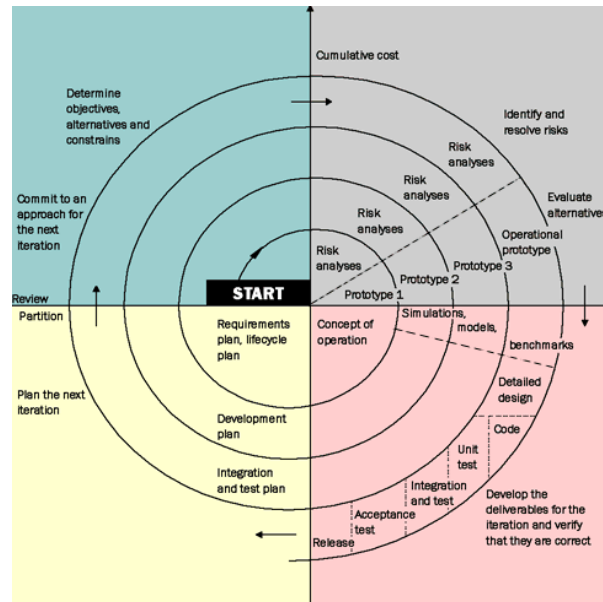 Cumulative cost
Determine
objectives,
alternatives and
constrains
Identify and
resolve risks
Risk
analyses
Risk
analyses
Risk
analyses
Risk
analyses
Commit to an
approach for
the next
iteration
Evaluate
alternatives
Operational
prototype
Prototype 3
Prototype 2
Prototype 1
START
Review
Partition
Requirements
plan, lifecycle
plan
Concept of
operation
Simulations,
models,
benchmarks
Plan the next
iteration
Development
plan
Integration
and test plan
Detailed
design
Code
Unit
test
Integration
and test
Acceptance
test
Release
Develop the
deliverables for the
iteration and verify
that they are correct